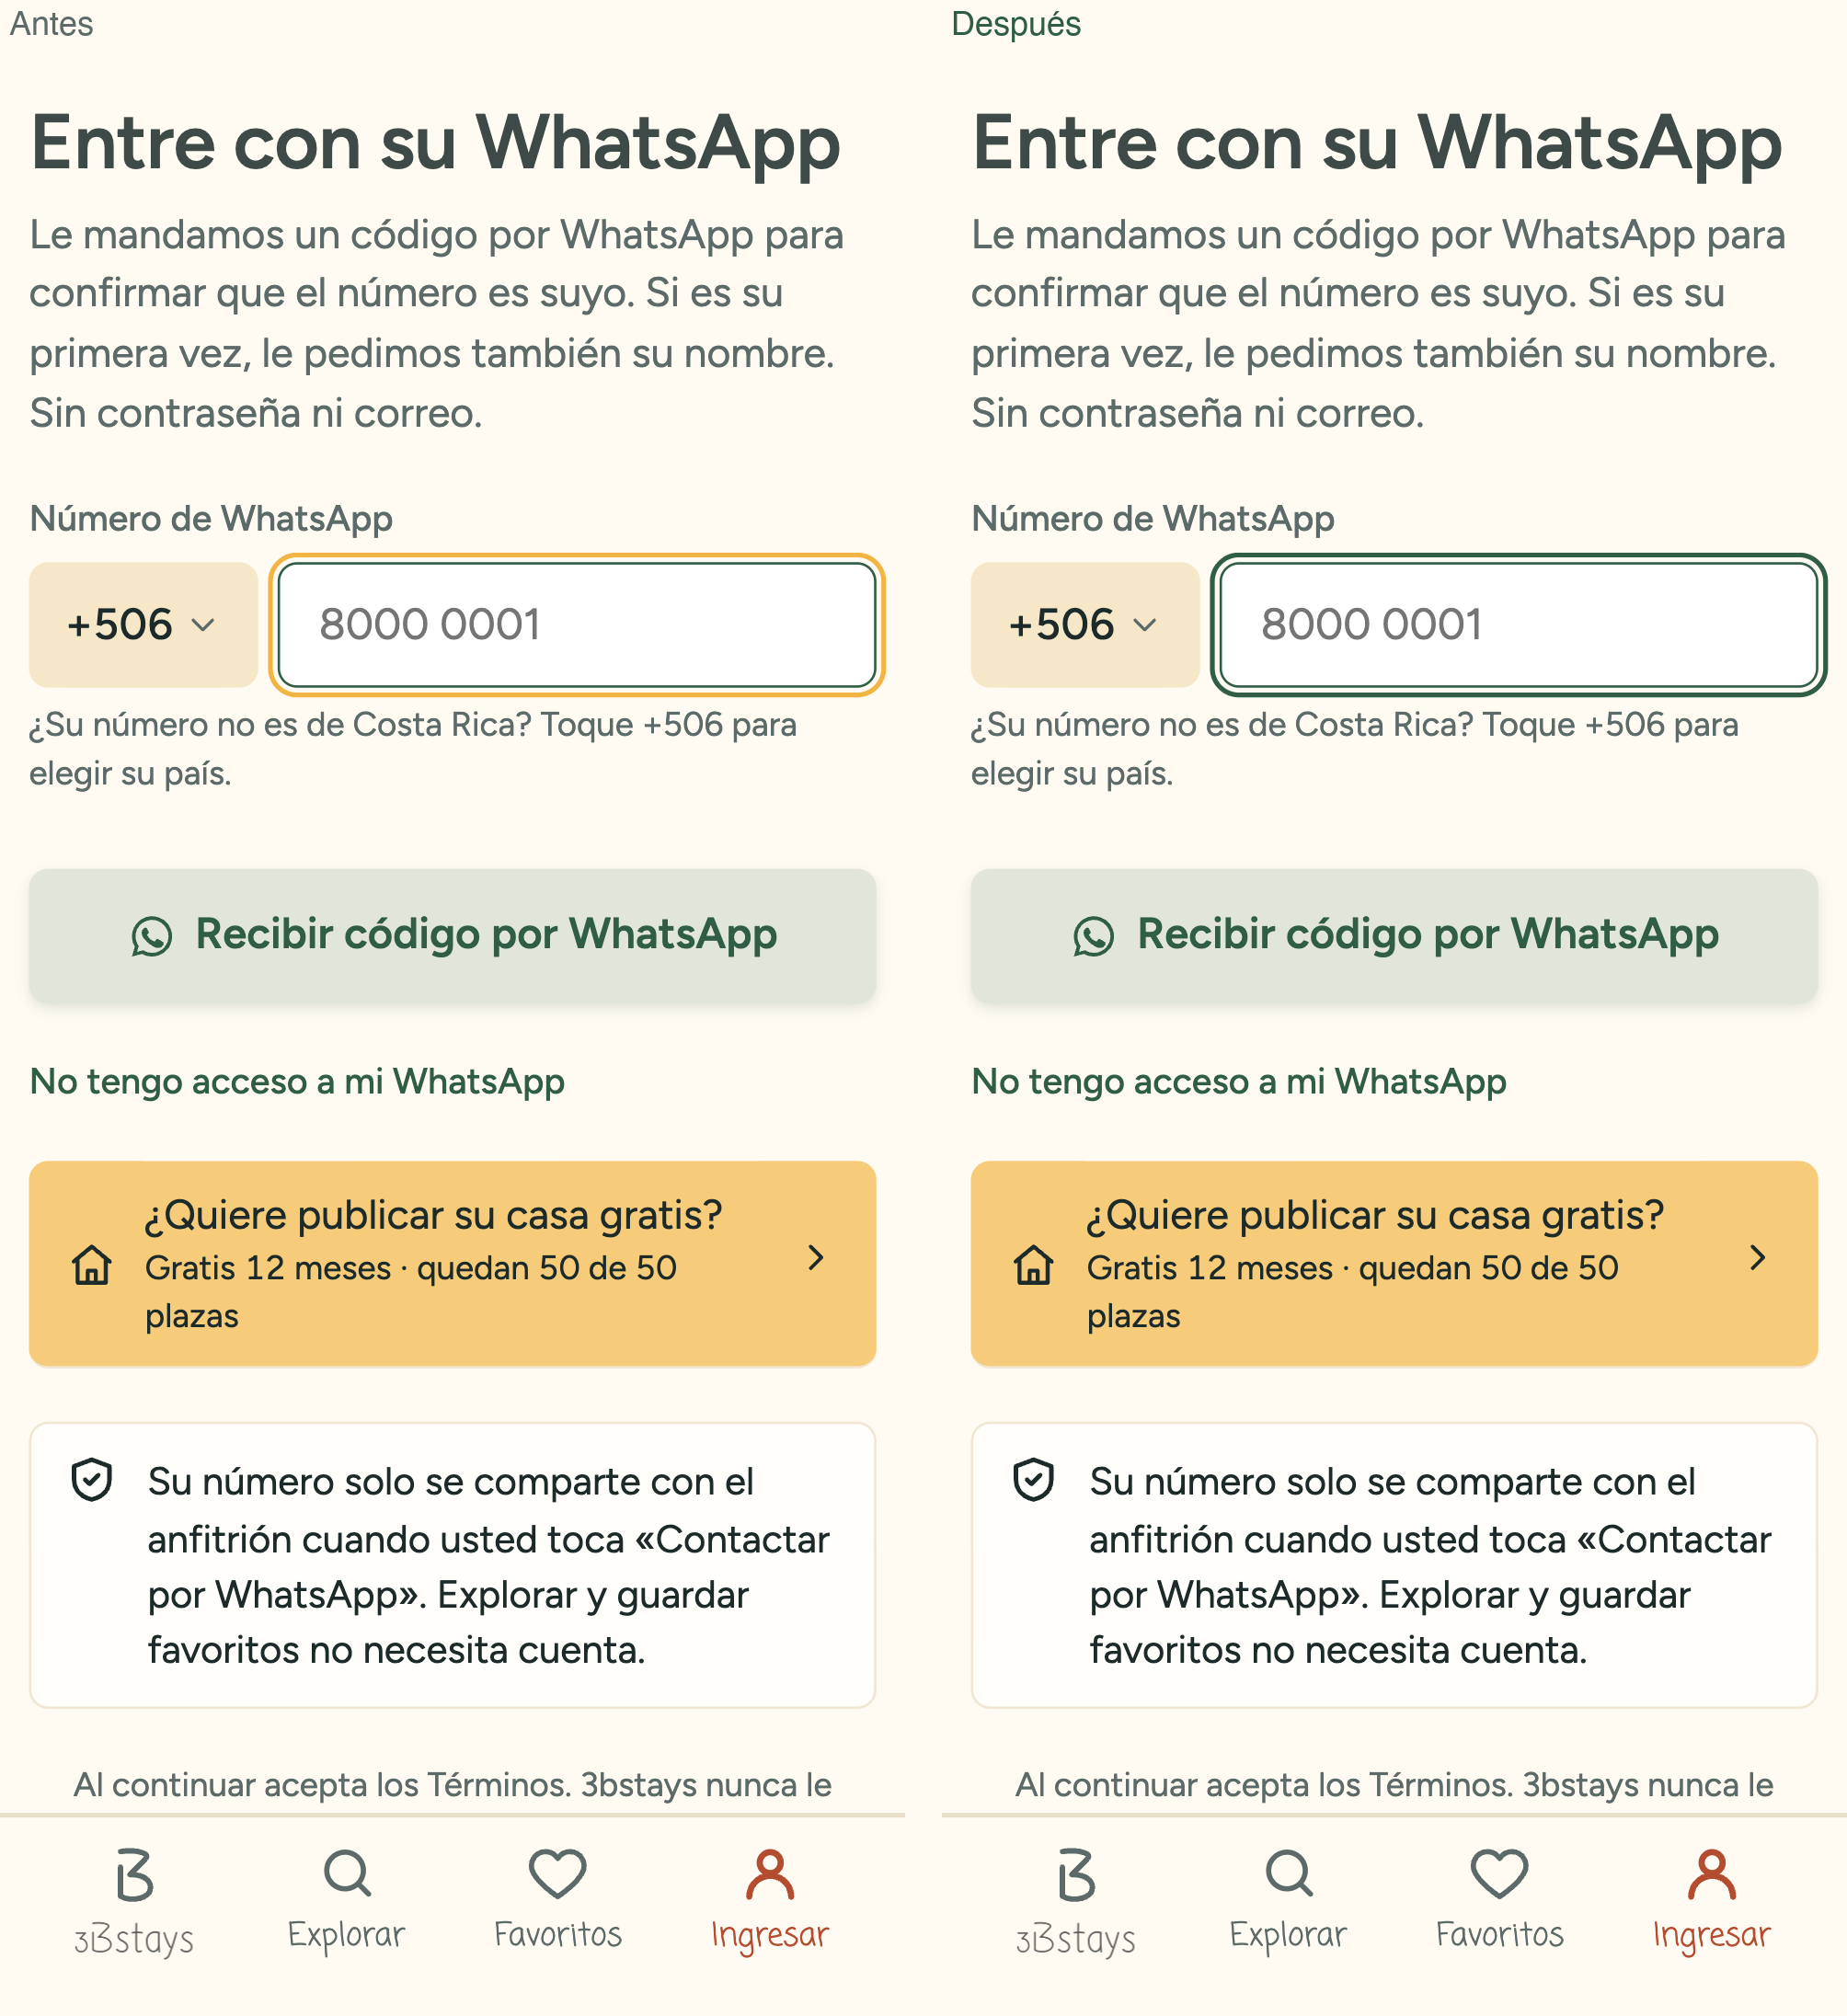 Antes
Entre con su WhatsApp
Le mandamos un código por WhatsApp para
confirmar que el número es suyo. Si es su
primera vez, le pedimos también su nombre.
Sin contraseña ni correo.
Número de WhatsApp
+506
8000 0001
¿Su número no es de Costa Rica? Toque +506 para
elegir su país.
Recibir código por WhatsApp
No tengo acceso a mi WhatsApp
¿Quiere publicar su casa gratis?
Gratis 12 meses · quedan 50 de 50
plazas
Su número solo se comparte con el
anfitrión cuando usted toca «Contactar
por WhatsApp». Explorar y guardar
favoritos no necesita cuenta.
Al continuar acepta los Términos. 3bstays nunca le
B
3Bstays
Explorar
Favoritos
Ingresar
Después
Entre con su WhatsApp
Le mandamos un código por WhatsApp para
confirmar que el número es suyo. Si es su
primera vez, le pedimos también su nombre.
Sin contraseña ni correo.
Número de WhatsApp
+506
8000 0001
¿Su número no es de Costa Rica? Toque +506 para
elegir su país.
Recibir código por WhatsApp
No tengo acceso a mi WhatsApp
¿Quiere publicar su casa gratis?
Gratis 12 meses · quedan 50 de 50
plazas
Su número solo se comparte con el
anfitrión cuando usted toca «Contactar
por WhatsApp». Explorar y guardar
favoritos no necesita cuenta.
Al continuar acepta los Términos. 3bstays nunca le
B
3Bstays
Explorar
Favoritos
Ingresar